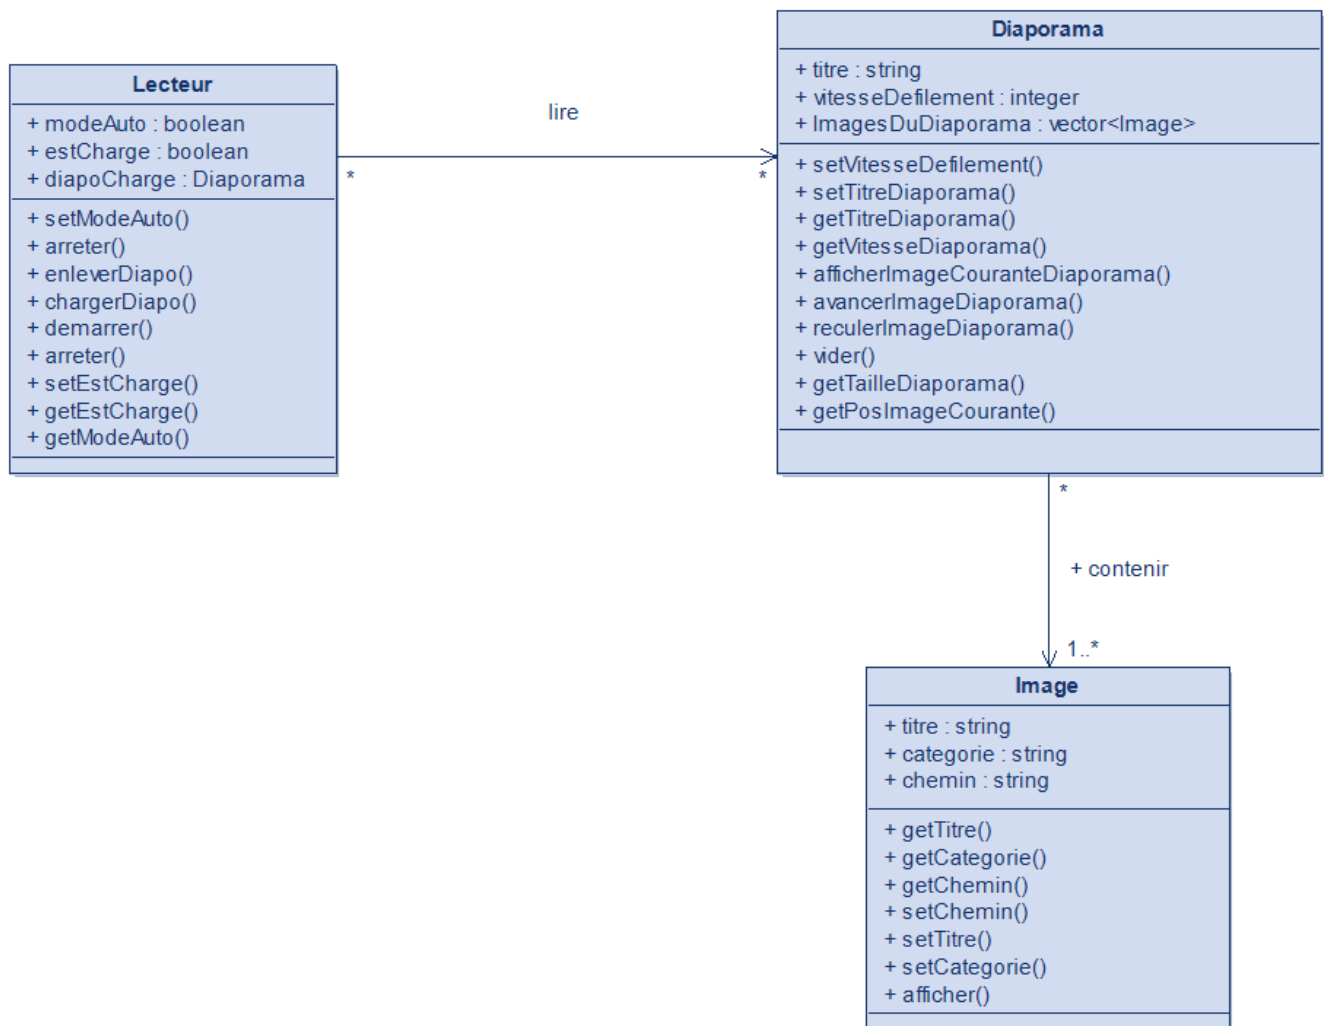 Lecteur
+ modeAuto : boolean
+ estCharge : boolean
+ diapoCharge : Diaporama
+ setModeAuto()
+ arreter()
+ enleverDiapo()
+ chargerDiapo()
+ demarrer()
+ arreter()
+ setEstCharge()
+ getEstCharge()
+ getModeAuto()
lire
*
*
Diaporama
+ titre : string
+ vitesseDefilement : integer
+ ImagesDuDiaporama : vector<Image>
+ setVitesseDefilement()
+ setTitreDiaporama()
+ getTitreDiaporama()
+ getVitesseDiaporama()
+ afficherImageCouranteDiaporama()
+ avancerImageDiaporama()
+ reculerImageDiaporama()
+ vider()
+ getTailleDiaporama()
+ getPosImageCourante()
*
+ contenir
1..*
Image
+ titre : string
+ categorie : string
+ chemin : string
+ getTitre()
+ getCategorie()
+ getChemin()
+ setChemin()
+ setTitre()
+ setCategorie()
+ afficher()